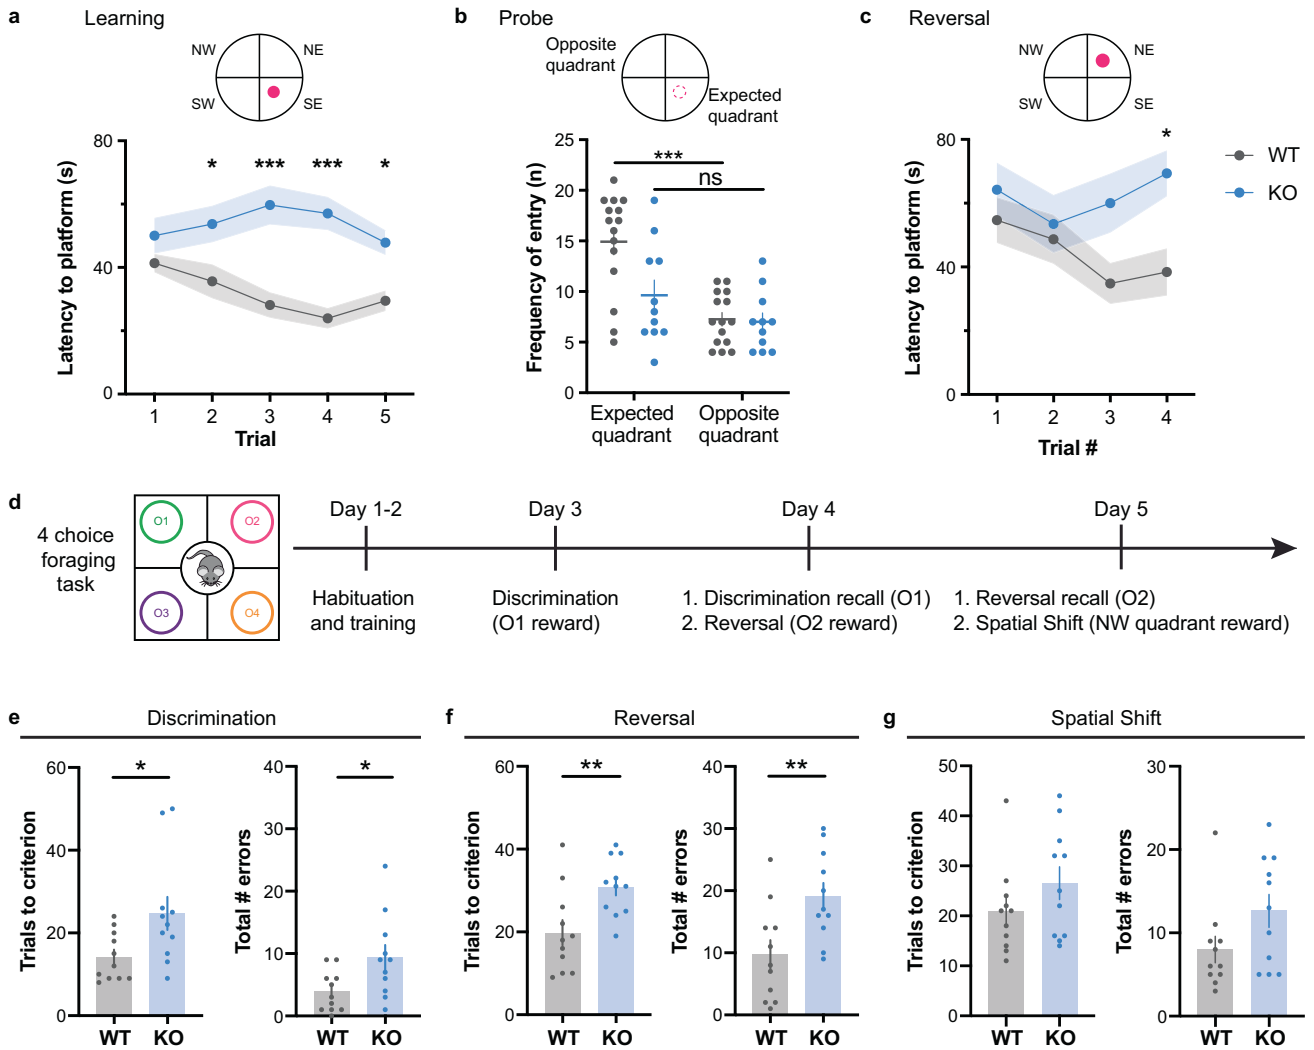 a Learning
NW NE
SW SE
Latency to platform (s)
80
40
0
* *** *** *
1 2 3 4 5
Trial
b Probe
Opposite
quadrant
Expected
quadrant
Frequency of entry (n)
25
20
15
10
5
0
***
ns
Expected
quadrant
Opposite
quadrant
c Reversal
NW NE
SW SE
Latency to platform (s)
80
40
0
*
1 2 3 4
Trial #
WT
KO
d
4 choice
foraging
task
O1 O2
O3 O4
Day 1-2
Habituation
and training
Day 3
Discrimination
(O1 reward)
Day 4
1. Discrimination recall (O1)
2. Reversal (O2 reward)
Day 5
1. Reversal recall (O2)
2. Spatial Shift (NW quadrant reward)
e Discrimination
Trials to criterion
60
40
20
0
*
WT KO
Total # errors
40
30
20
10
0
*
WT KO
f Reversal
Trials to criterion
60
40
20
0
**
WT KO
Total # errors
40
30
20
10
0
**
WT KO
g Spatial Shift
Trials to criterion
50
40
30
20
10
0
WT KO
Total # errors
30
20
10
0
WT KO